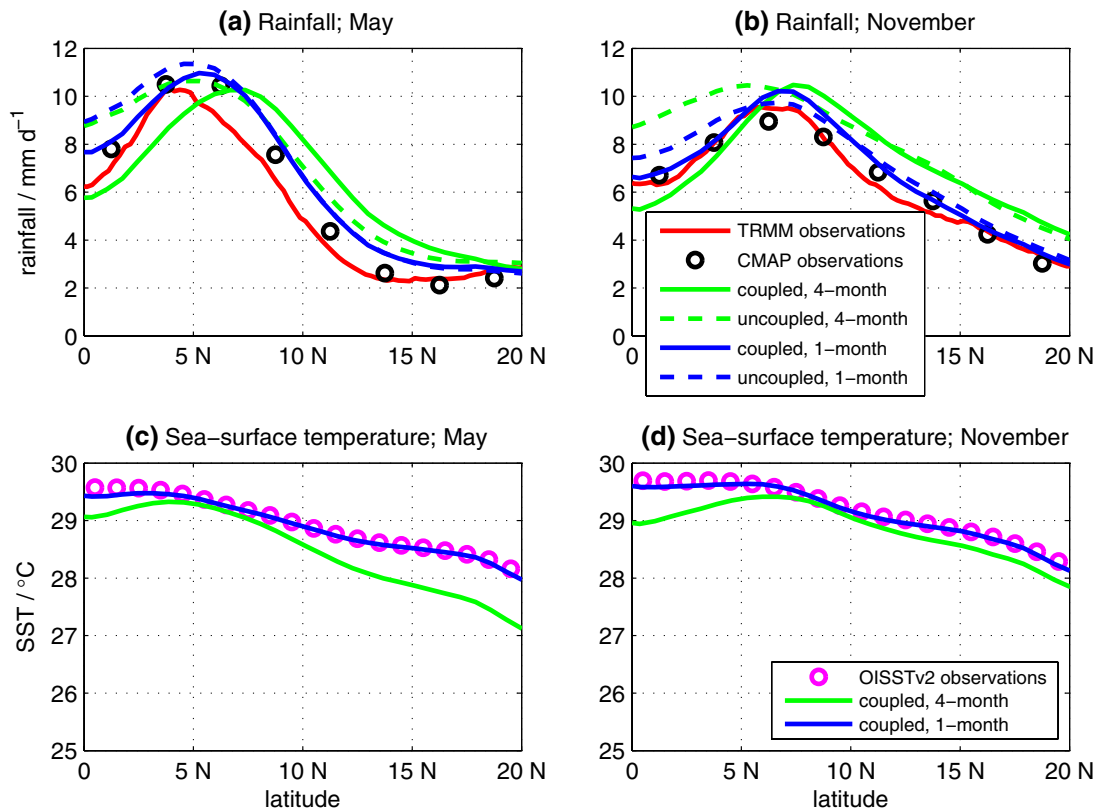 (a) Rainfall; May
12
10
8
6
4
2
0
rainfall / mm d−1
0 5 N 10 N 15 N 20 N
(b) Rainfall; November
12
10
8
6
4
2
0
TRMM observations
CMAP observations
coupled, 4−month
uncoupled, 4−month
coupled, 1−month
uncoupled, 1−month
0 5 N 10 N 15 N 20 N
(c) Sea−surface temperature; May
30
29
28
27
26
25
SST / °C
0 5 N 10 N 15 N 20 N
latitude
(d) Sea−surface temperature; November
30
29
28
27
26
25
OISSTv2 observations
coupled, 4−month
coupled, 1−month
0 5 N 10 N 15 N 20 N
latitude